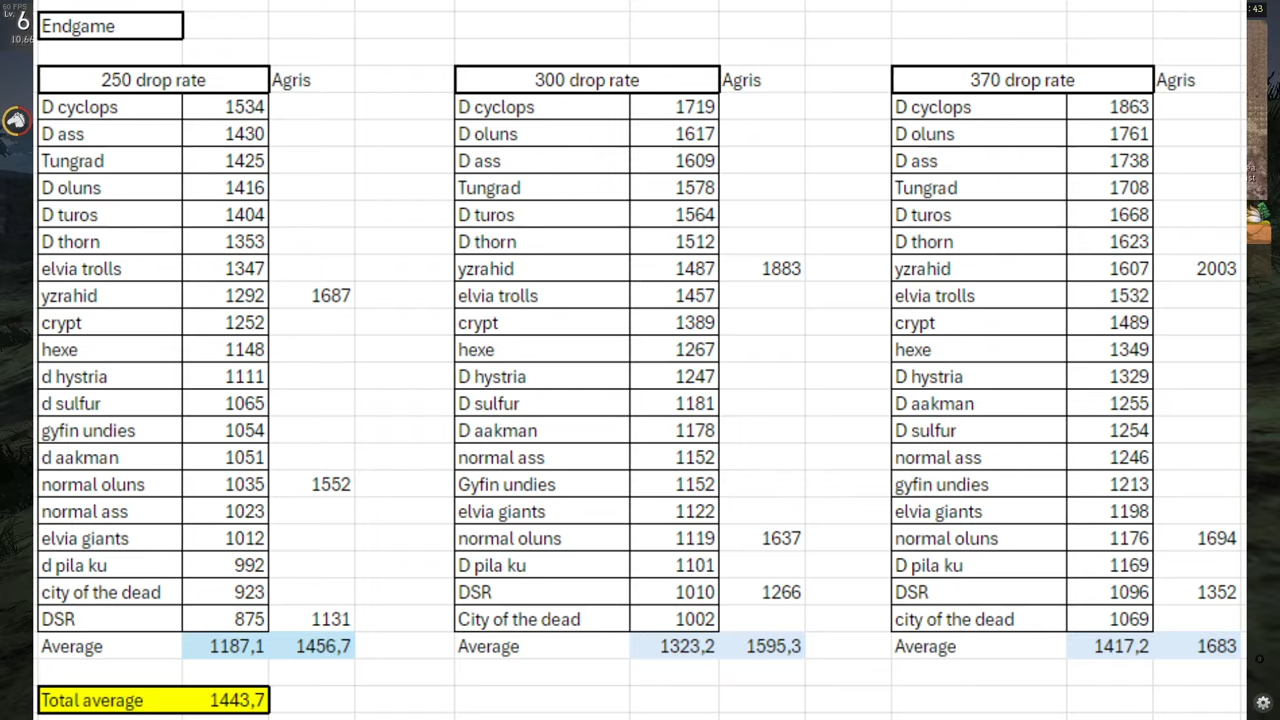 60 FPS
Lv.
6
10.66
:43
Endgame
250 drop rate Agris 300 drop rate Agris 370 drop rate Agris
D cyclops 1534 D cyclops 1719 D cyclops 1863
D ass 1430 D oluns 1617 D oluns 1761
Tungrad 1425 D ass 1609 D ass 1738
D oluns 1416 Tungrad 1578 Tungrad 1708
D turos 1404 D turos 1564 D turos 1668
D thorn 1353 D thorn 1512 D thorn 1623
elvia trolls 1347 yzrahid 1487 1883 yzrahid 1607 2003
yzrahid 1292 1687 elvia trolls 1457 elvia trolls 1532
crypt 1252 crypt 1389 crypt 1489
hexe 1148 hexe 1267 hexe 1349
d hystria 1111 D hystria 1247 D hystria 1329
d sulfur 1065 D sulfur 1181 D aakman 1255
gyfin undies 1054 D aakman 1178 D sulfur 1254
d aakman 1051 normal ass 1152 normal ass 1246
normal oluns 1035 1552 Gyfin undies 1152 gyfin undies 1213
normal ass 1023 elvia giants 1122 elvia giants 1198
elvia giants 1012 normal oluns 1119 1637 normal oluns 1176 1694
d pila ku 992 D pila ku 1101 D pila ku 1169
city of the dead 923 DSR 1010 1266 DSR 1096 1352
DSR 875 1131 City of the dead 1002 city of the dead 1069
Average 1187,1 1456,7 Average 1323,2 1595,3 Average 1417,2 1683
Total average 1443,7